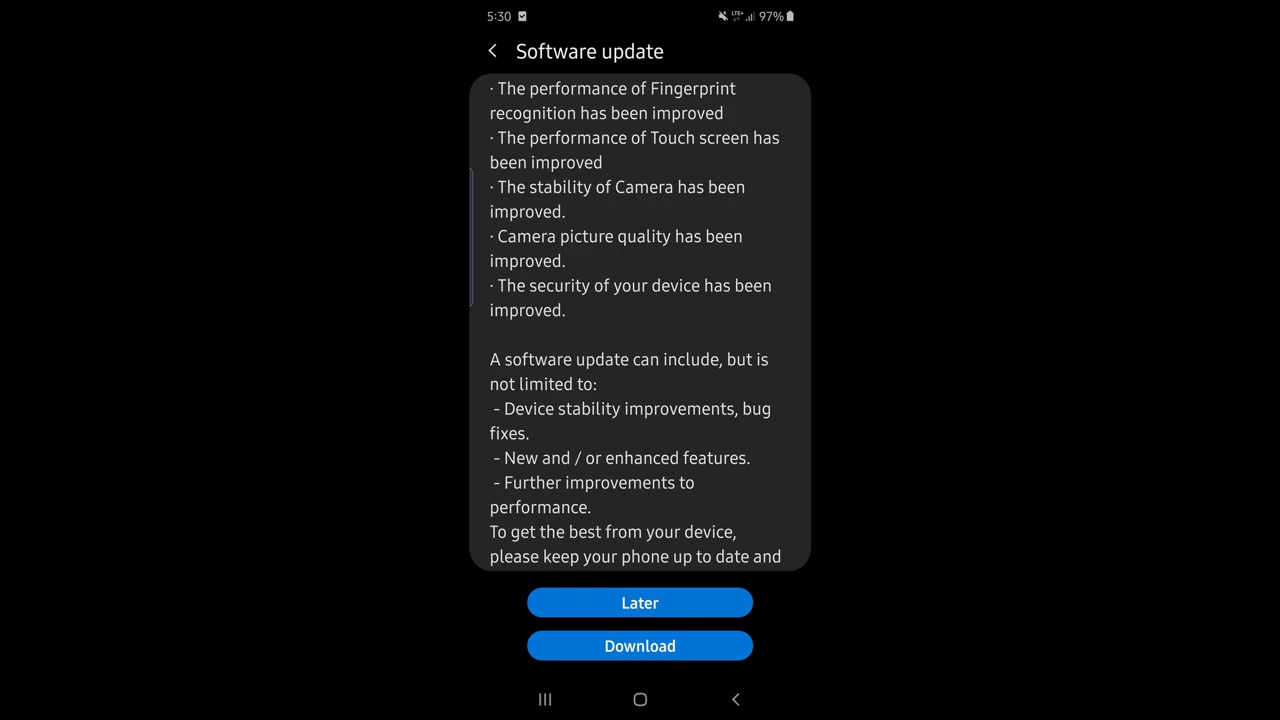 5:30 LTE+ 97%
Software update
· The performance of Fingerprint
recognition has been improved
· The performance of Touch screen has
been improved
· The stability of Camera has been
improved.
· Camera picture quality has been
improved.
· The security of your device has been
improved.
A software update can include, but is
not limited to:
- Device stability improvements, bug
fixes.
- New and / or enhanced features.
- Further improvements to
performance.
To get the best from your device,
please keep your phone up to date and
Later
Download